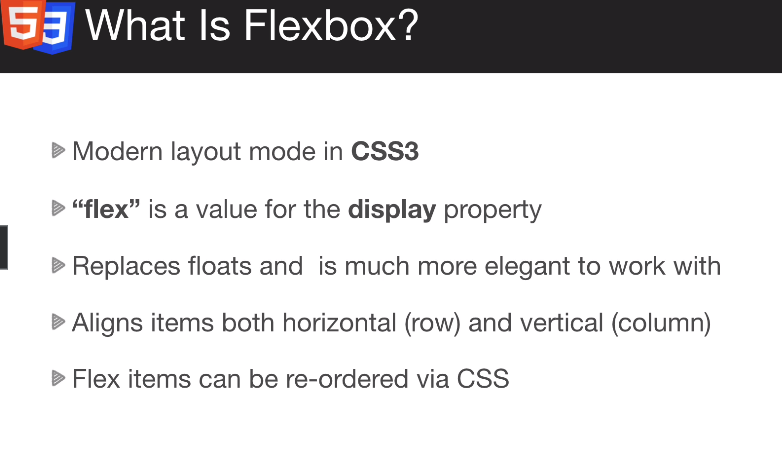 What Is Flexbox?
Modern layout mode in CSS3
“flex” is a value for the display property
Replaces floats and  is much more elegant to work with
Aligns items both horizontal (row) and vertical (column)
Flex items can be re-ordered via CSS